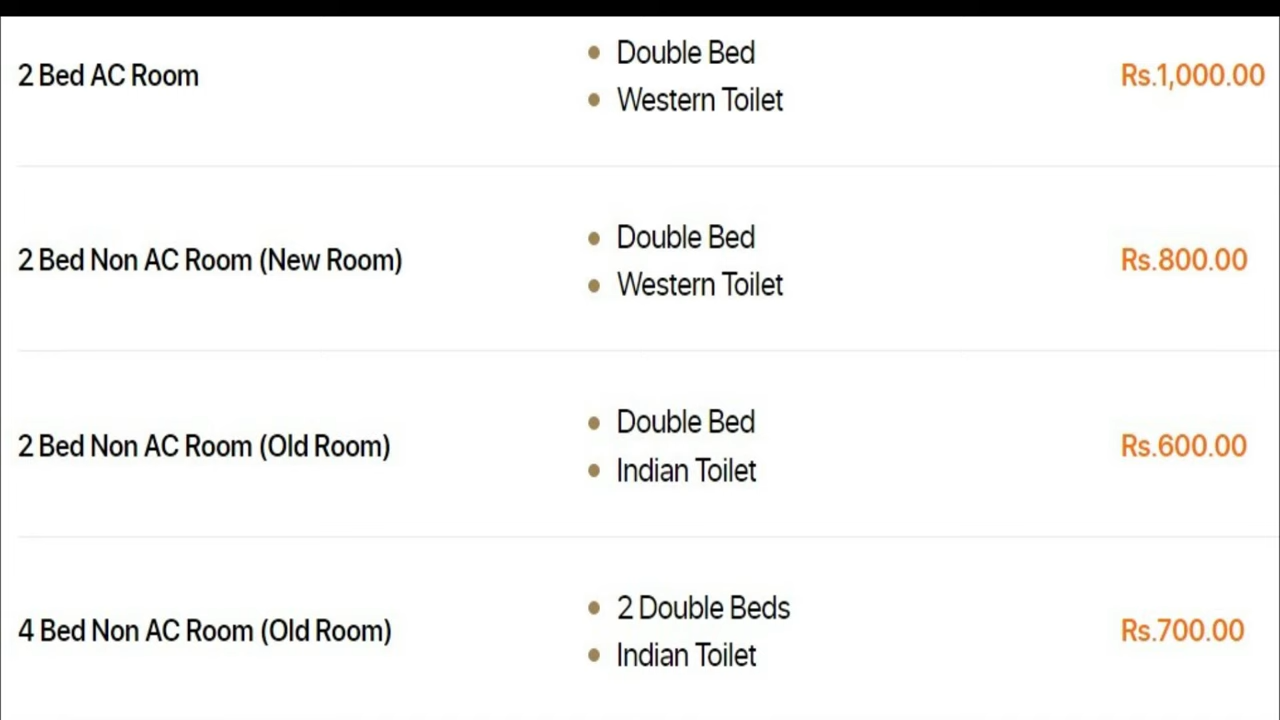 2 Bed AC Room
Double Bed
Western Toilet
Rs.1,000.00
2 Bed Non AC Room (New Room)
Double Bed
Western Toilet
Rs.800.00
2 Bed Non AC Room (Old Room)
Double Bed
Indian Toilet
Rs.600.00
4 Bed Non AC Room (Old Room)
2 Double Beds
Indian Toilet
Rs.700.00